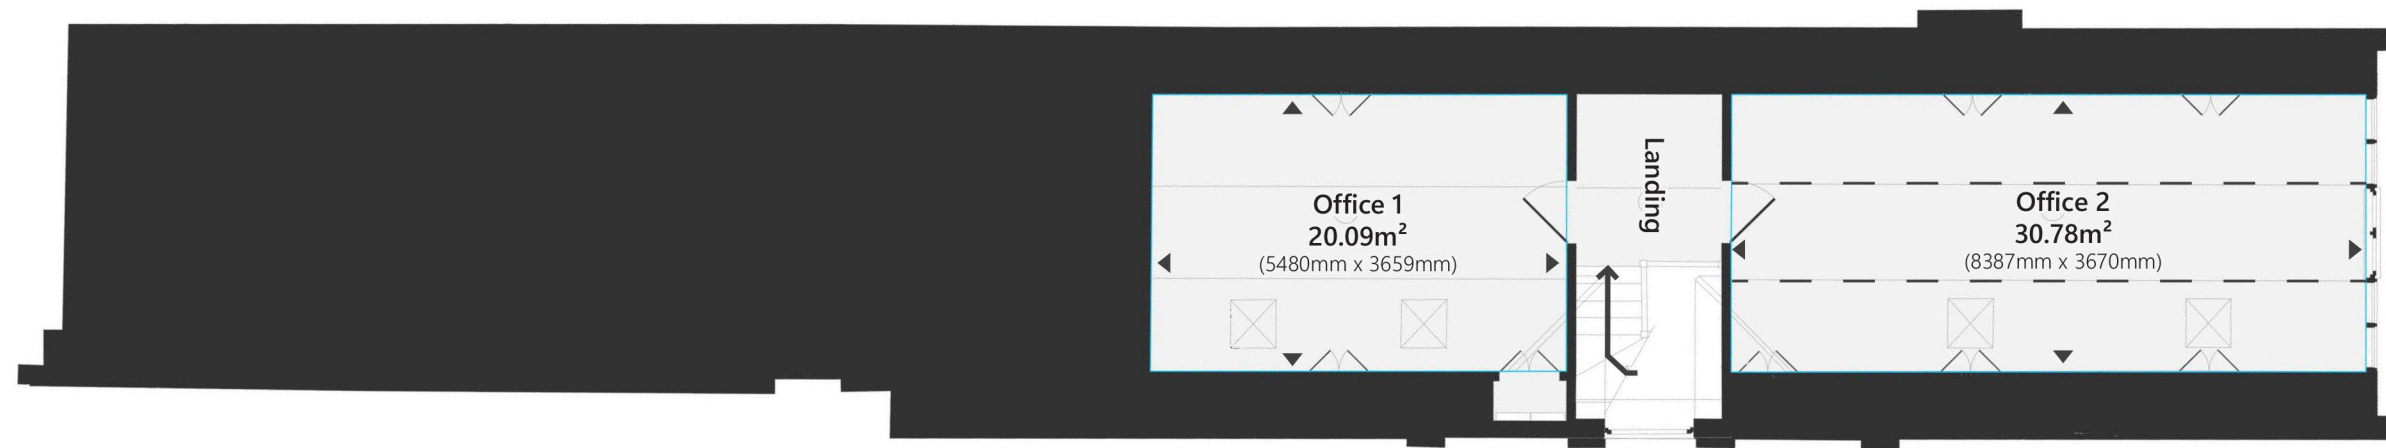 Office 1
20.09m²
(5480mm x 3659mm)
Landing
Office 2
30.78m²
(8387mm x 3670mm)